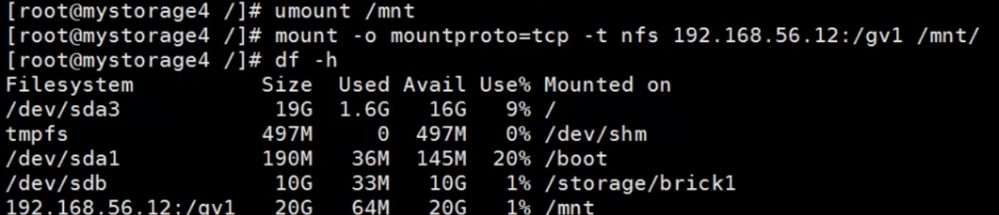 [root@mystorage4 /]# umount /mnt
[root@mystorage4 /]# mount -o mountproto=tcp -t nfs 192.168.56.12:/gv1 /mnt/
[root@mystorage4 /]# df -h
Filesystem            Size  Used Avail Use% Mounted on
/dev/sda3              19G  1.6G   16G   9% /
tmpfs                 497M     0  497M   0% /dev/shm
/dev/sda1             190M   36M  145M  20% /boot
/dev/sdb               10G   33M   10G   1% /storage/brick1
192.168.56.12:/gv1     20G   64M   20G   1% /mnt